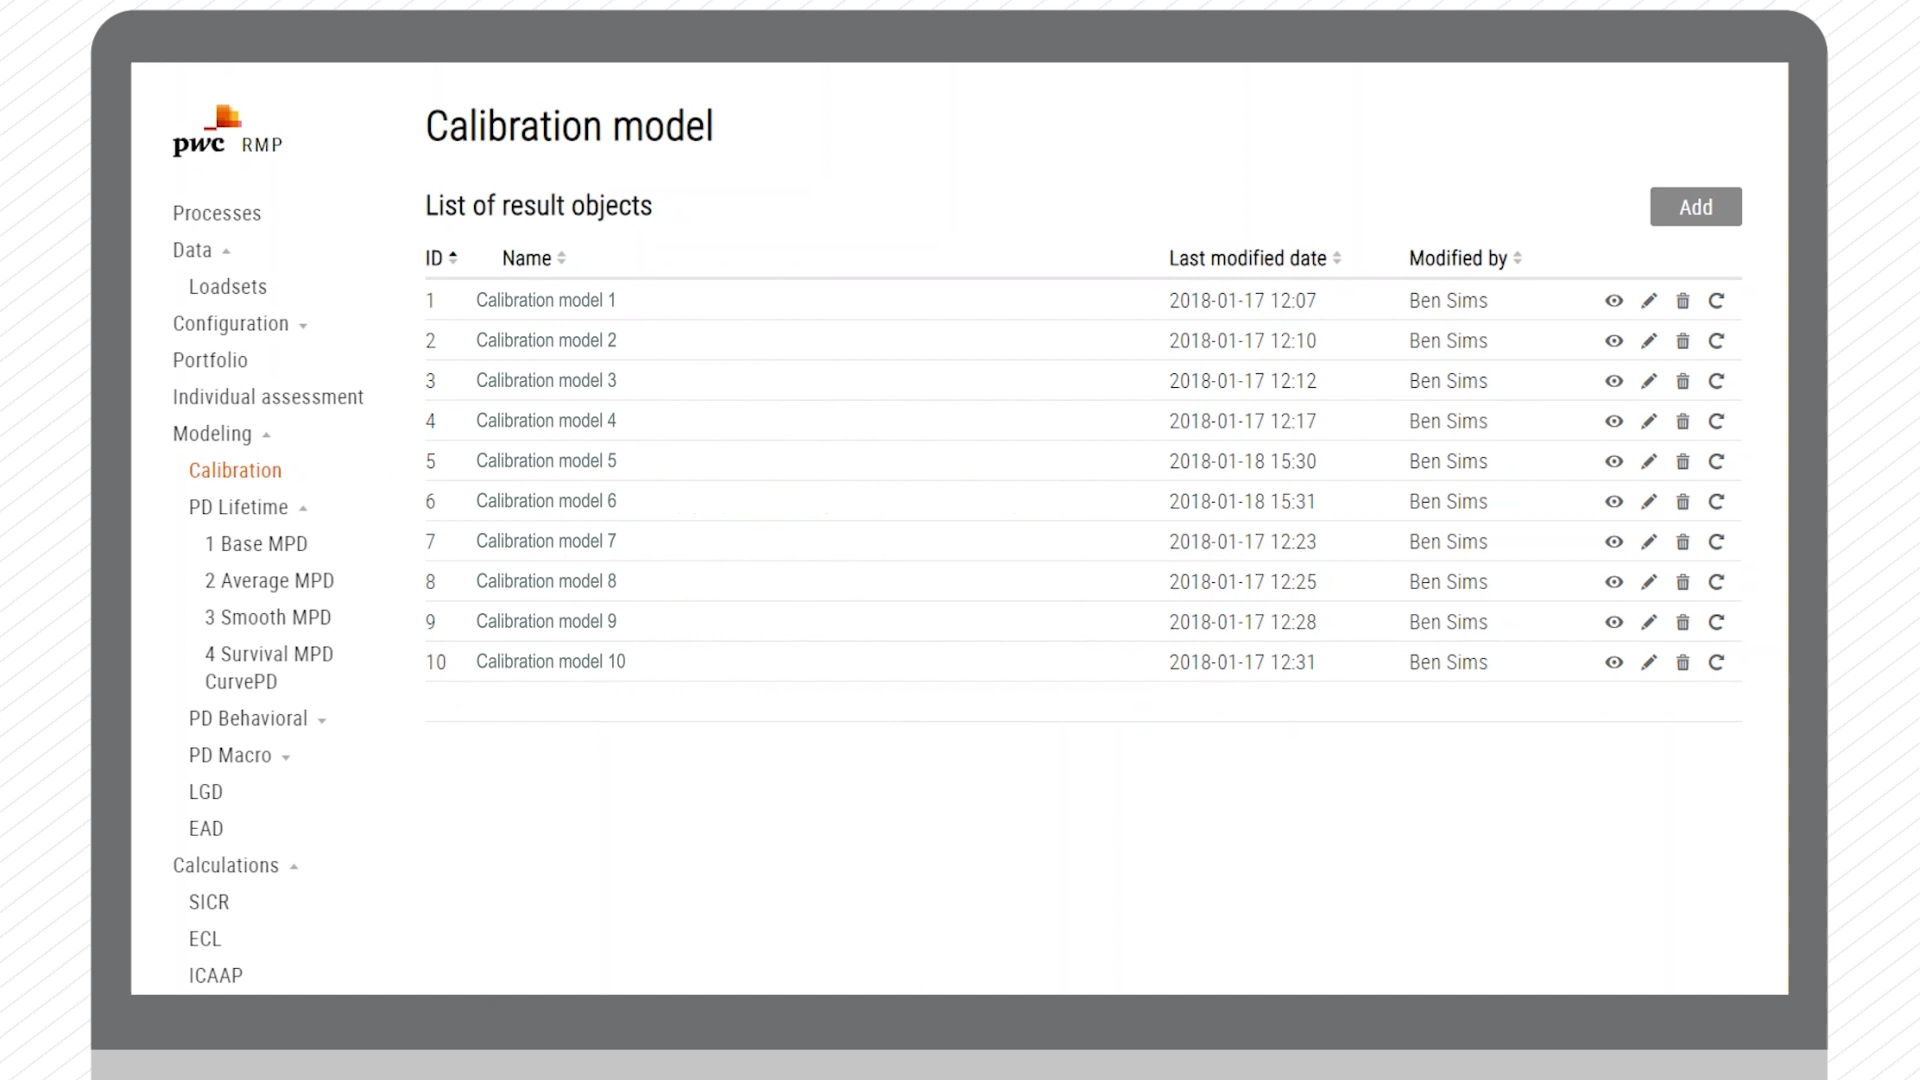 pwc RMP
Processes
Data
Loadsets
Configuration
Portfolio
Individual assessment
Modeling
Calibration
PD Lifetime
1 Base MPD
2 Average MPD
3 Smooth MPD
4 Survival MPD
CurvePD
PD Behavioral
PD Macro
LGD
EAD
Calculations
SICR
ECL
ICAAP
Calibration model
List of result objects
Add
ID Name Last modified date Modified by
1 Calibration model 1 2018-01-17 12:07 Ben Sims
2 Calibration model 2 2018-01-17 12:10 Ben Sims
3 Calibration model 3 2018-01-17 12:12 Ben Sims
4 Calibration model 4 2018-01-17 12:17 Ben Sims
5 Calibration model 5 2018-01-18 15:30 Ben Sims
6 Calibration model 6 2018-01-18 15:31 Ben Sims
7 Calibration model 7 2018-01-17 12:23 Ben Sims
8 Calibration model 8 2018-01-17 12:25 Ben Sims
9 Calibration model 9 2018-01-17 12:28 Ben Sims
10 Calibration model 10 2018-01-17 12:31 Ben Sims